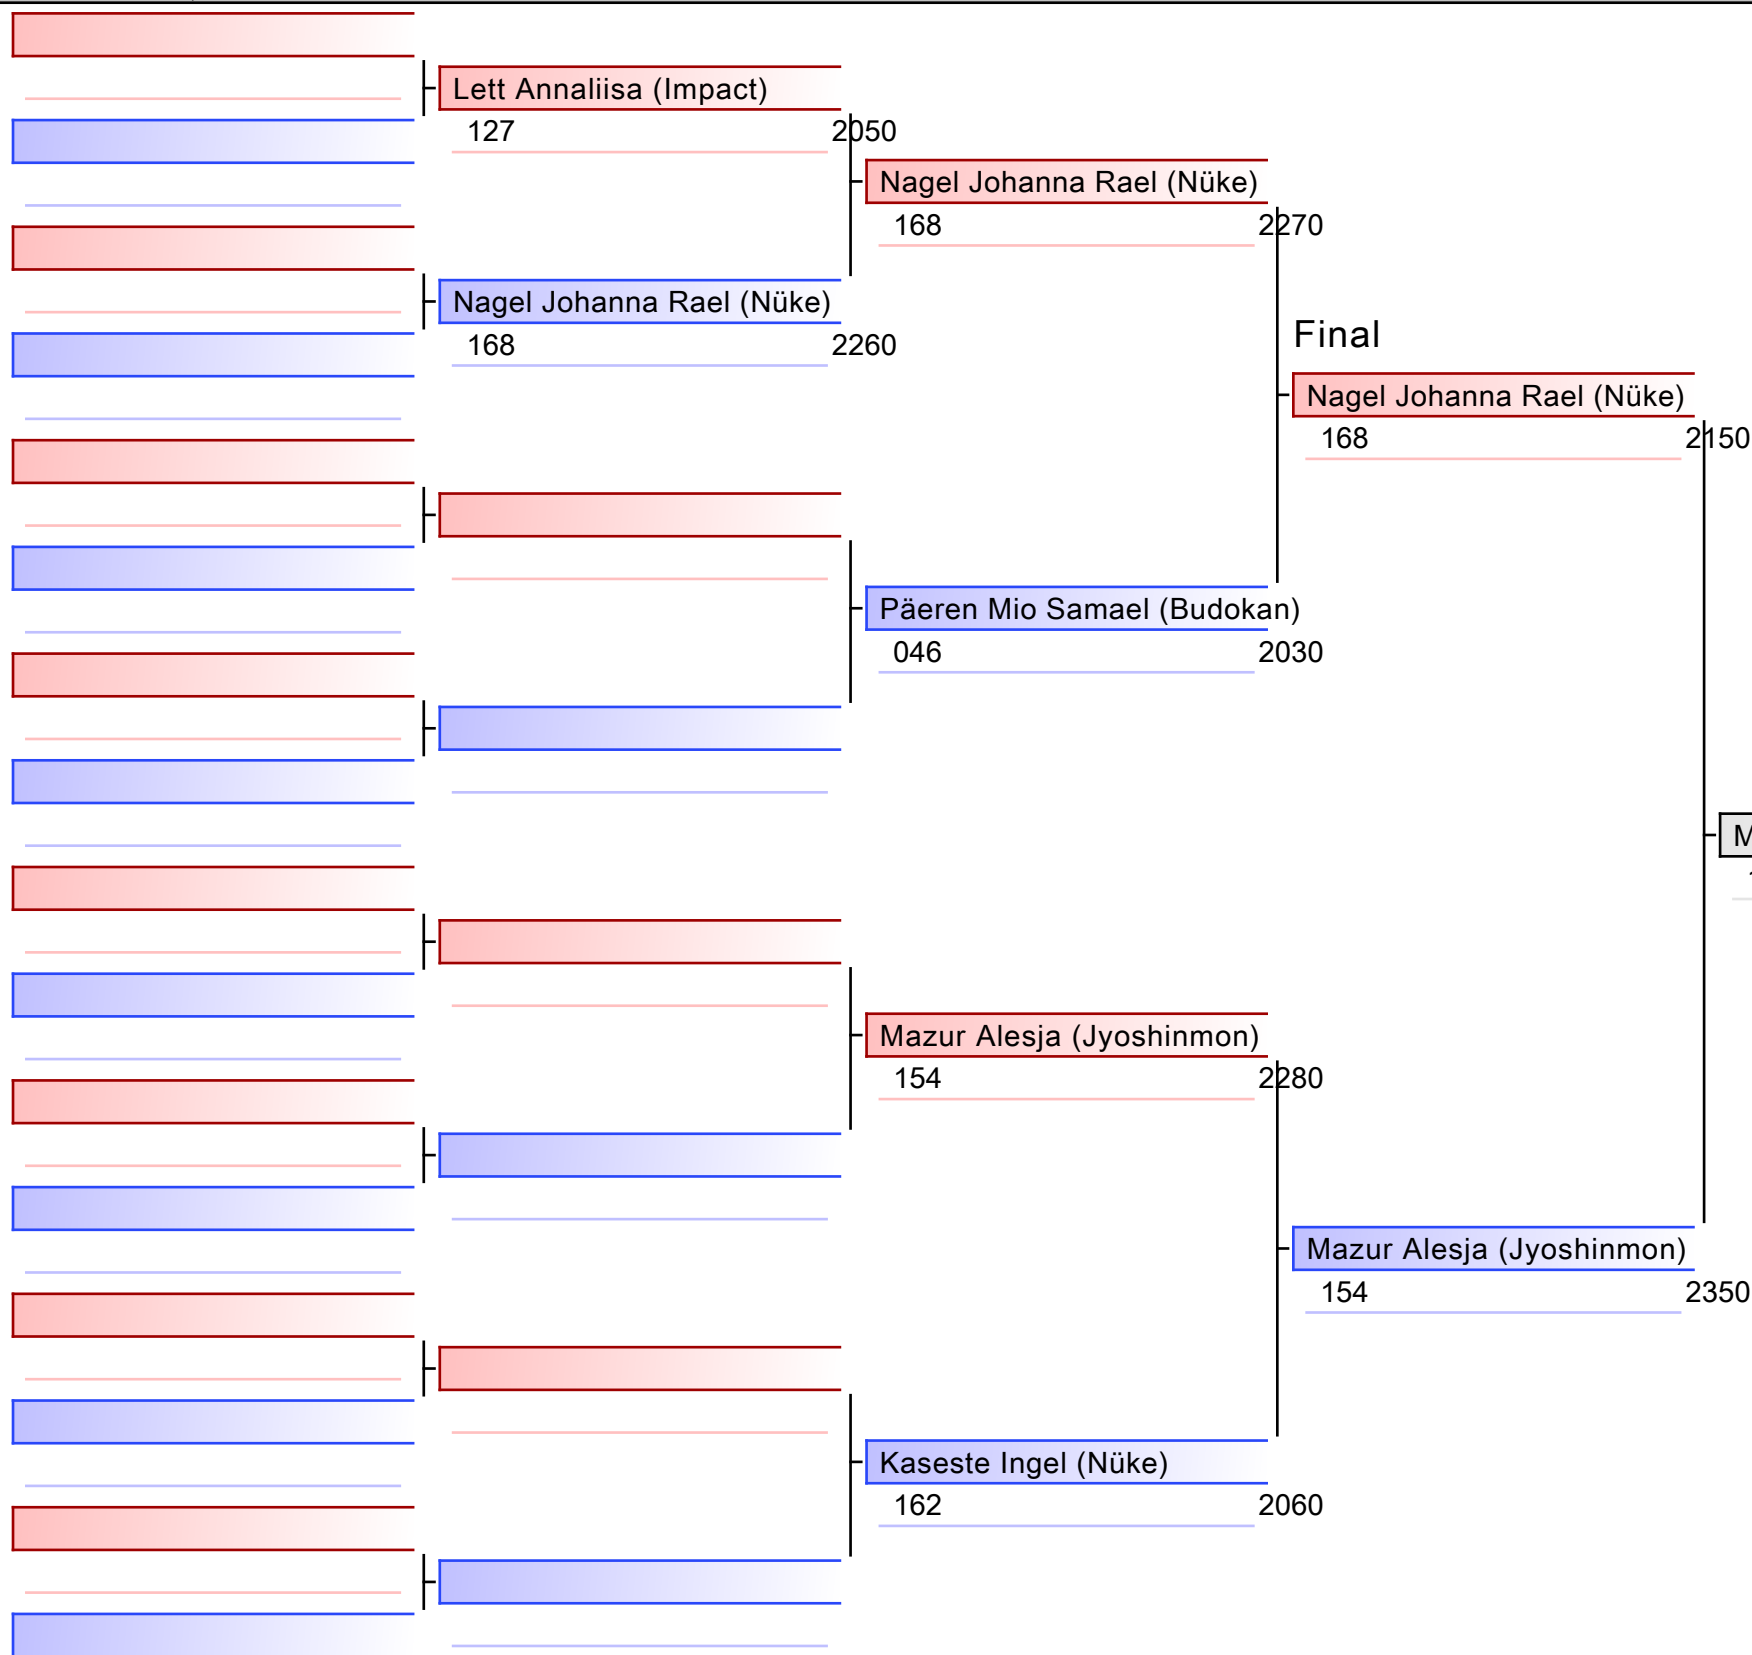 Lett Annaliisa (Impact)
127 2050
Nagel Johanna Rael (Nüke)
168 2260
Nagel Johanna Rael (Nüke)
168 2270
Päeren Mio Samael (Budokan)
046 2030
Mazur Alesja (Jyoshinmon)
154 2280
Kaseste Ingel (Nüke)
162 2060
Final
Nagel Johanna Rael (Nüke)
168 2150
Mazur Alesja (Jyoshinmon)
154 2350